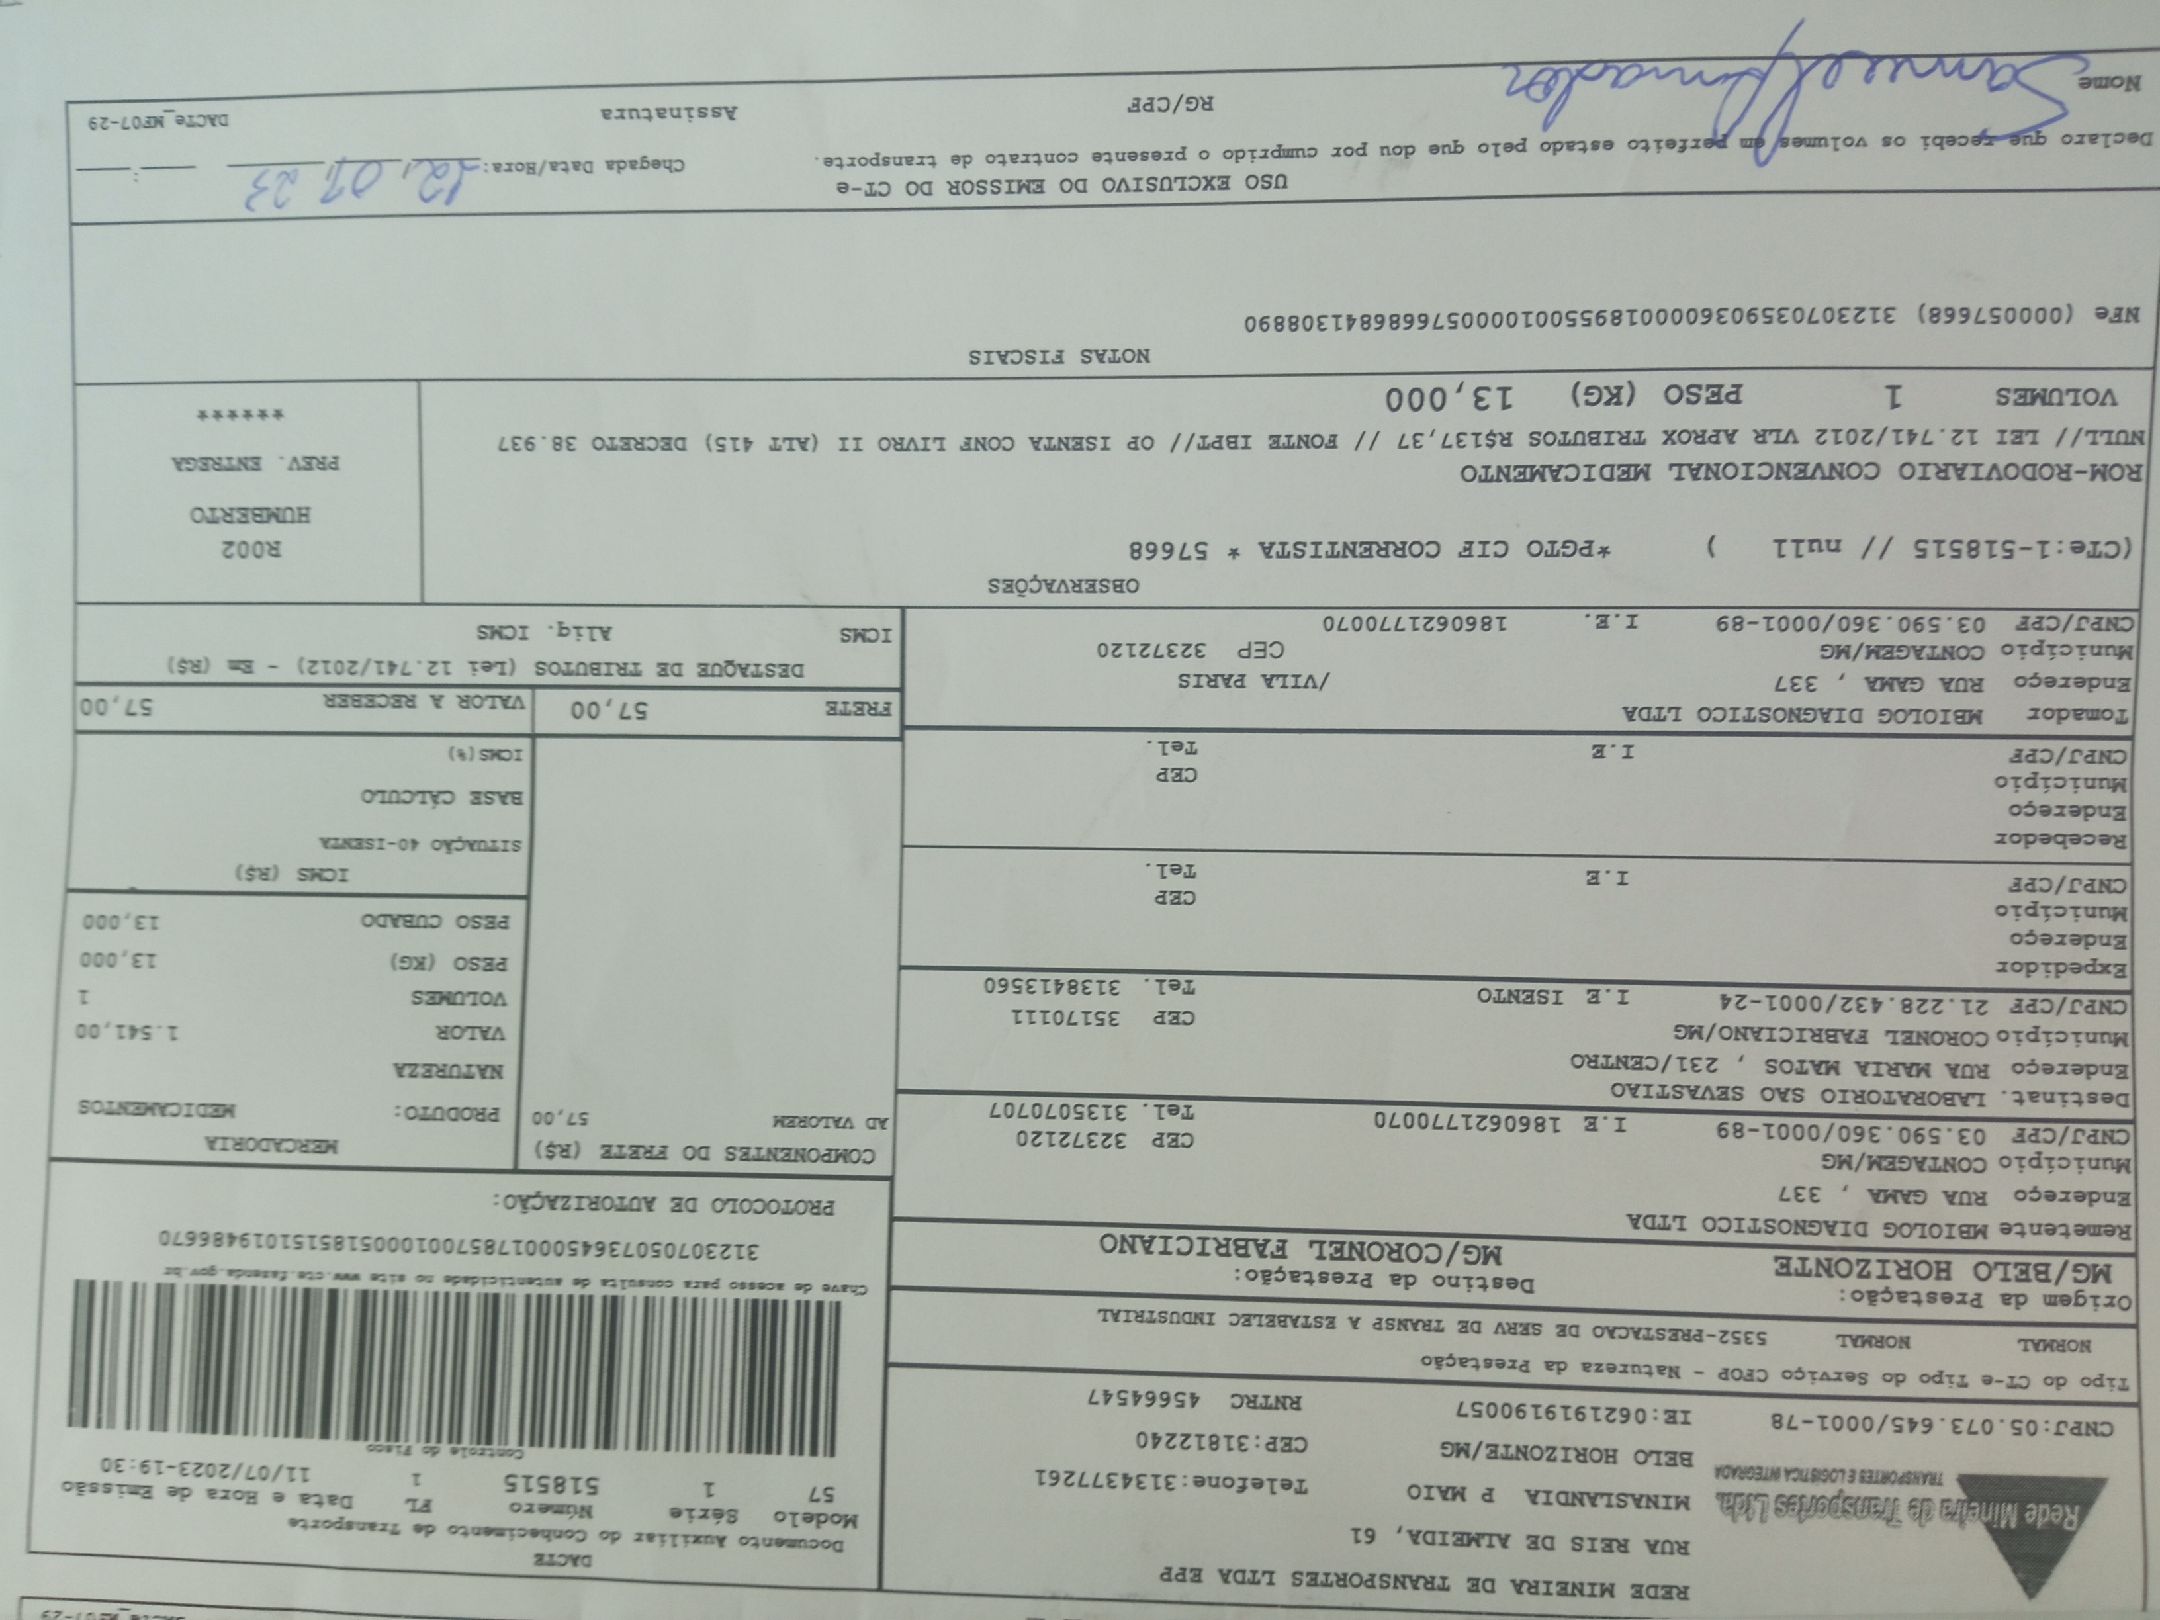 REDE MINEIRA DE TRANSPORTES LTDA EPP
RUA REIS DE ALMEIDA, 61
Rede Mineira de Transportes Ltda.
TRANSPORTES E LOGÍSTICA INTEGRADA
MINASLANDIA P MAIO Telefone:3134377261
BELO HORIZONTE/MG CEP:31812240
CNPJ:05.073.645/0001-78 IE:0621919190057 RNTRC 45664547
DACTE
Documento Auxiliar do Conhecimento de Transporte
Modelo Série Número FL Data e Hora de Emissão
57 1 518515 1 11/07/2023-19:30
Controle do Fisco
Chave de acesso para consulta de autenticidade no site www.cte.fazenda.gov.br
31230705073645000178570010005185151019486670
PROTOCOLO DE AUTORIZAÇÃO:
Tipo do CT-e Tipo do Serviço CFOP - Natureza da Prestação
NORMAL NORMAL 5352-PRESTACAO DE SERV DE TRANSP A ESTABELEC INDUSTRIAL
Origem da Prestação: Destino da Prestação:
MG/BELO HORIZONTE MG/CORONEL FABRICIANO
Remetente MBIOLOG DIAGNOSTICO LTDA
Endereço RUA GAMA , 337
Município CONTAGEM/MG CEP 32372120
CNPJ/CPF 03.590.360/0001-89 I.E 1860621770070 Tel. 3135070707
Destinat. LABORATORIO SAO SEVASTIAO
Endereço RUA MARIA MATOS , 231/CENTRO
Município CORONEL FABRICIANO/MG CEP 35170111
CNPJ/CPF 21.228.432/0001-24 I.E ISENTO Tel. 3138413560
Expedidor
Endereço
Município CEP
CNPJ/CPF I.E Tel.
Recebedor
Endereço
Município CEP
CNPJ/CPF I.E Tel.
Tomador MBIOLOG DIAGNOSTICO LTDA
Endereço RUA GAMA , 337 /VILA PARIS
Município CONTAGEM/MG CEP 32372120
CNPJ/CPF 03.590.360/0001-89 I.E. 1860621770070
COMPONENTES DO FRETE (R$)
AD VALOREM 57,00
MERCADORIA
PRODUTO: MEDICAMENTOS
NATUREZA
VALOR 1.541,00
VOLUMES 1
PESO (KG) 13,000
PESO CUBADO 13,000
ICMS (R$)
SITUAÇÃO 40-ISENTA
BASE CÁLCULO
ICMS(%)
FRETE 57,00 VALOR A RECEBER 57,00
DESTAQUE DE TRIBUTOS (Lei 12.741/2012) - Em (R$)
ICMS Aliq. ICMS
OBSERVAÇÕES
(CTe:1-518515 // null ) *PGTO CIF CORRENTISTA * 57668
ROM-RODOVIARIO CONVENCIONAL MEDICAMENTO
NULL// LEI 12.741/2012 VLR APROX TRIBUTOS R$137,37 // FONTE IBPT// OP ISENTA CONF LIVRO II (ALT 415) DECRETO 38.937
VOLUMES 1 PESO (KG) 13,000
R002
HUMBERTO
PREV. ENTREGA
******
NOTAS FISCAIS
NFe (000057668) 31230703590360000189550010000576686841308890
USO EXCLUSIVO DO EMISSOR DO CT-e
Declaro que recebi os volumes em perfeito estado pelo que dou por cumprido o presente contrato de transporte.
Chegada Data/Hora: 12.07.23 :
Nome Samuel Amador RG/CPF Assinatura
DACTe_MF07-29